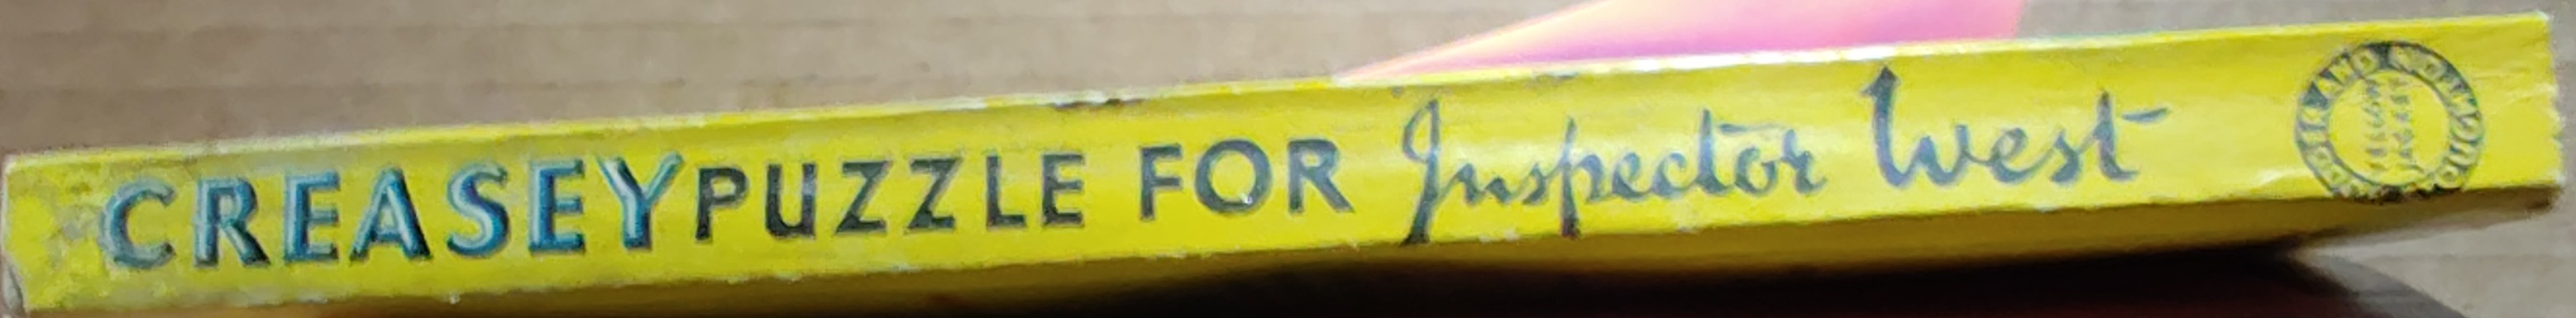 CREASEY PUZZLE FOR Inspector West
HODDER AND STOUGHTON
YELLOW
JACKET